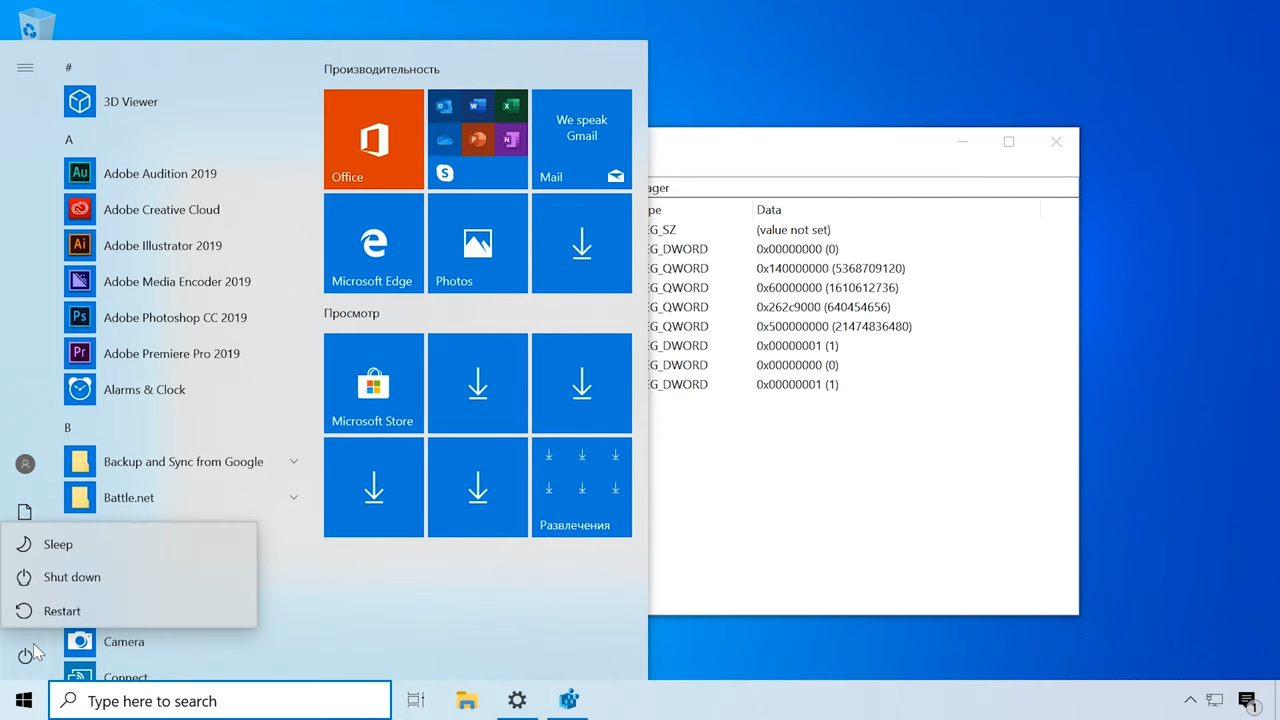 #
3D Viewer
A
Adobe Audition 2019
Adobe Creative Cloud
Adobe Illustrator 2019
Adobe Media Encoder 2019
Adobe Photoshop CC 2019
Adobe Premiere Pro 2019
Alarms & Clock
B
Backup and Sync from Google
Battle.net
Sleep
Shut down
Restart
Camera
Connect
Производительность
Office
We speak
Gmail
Mail
Microsoft Edge
Photos
Просмотр
Microsoft Store
Развлечения
ager
pe
Data
EG_SZ
(value not set)
EG_DWORD
0x00000000 (0)
EG_QWORD
0x140000000 (5368709120)
EG_QWORD
0x60000000 (1610612736)
EG_QWORD
0x262c9000 (640454656)
EG_QWORD
0x500000000 (21474836480)
EG_DWORD
0x00000001 (1)
EG_DWORD
0x00000000 (0)
EG_DWORD
0x00000001 (1)
Type here to search
1